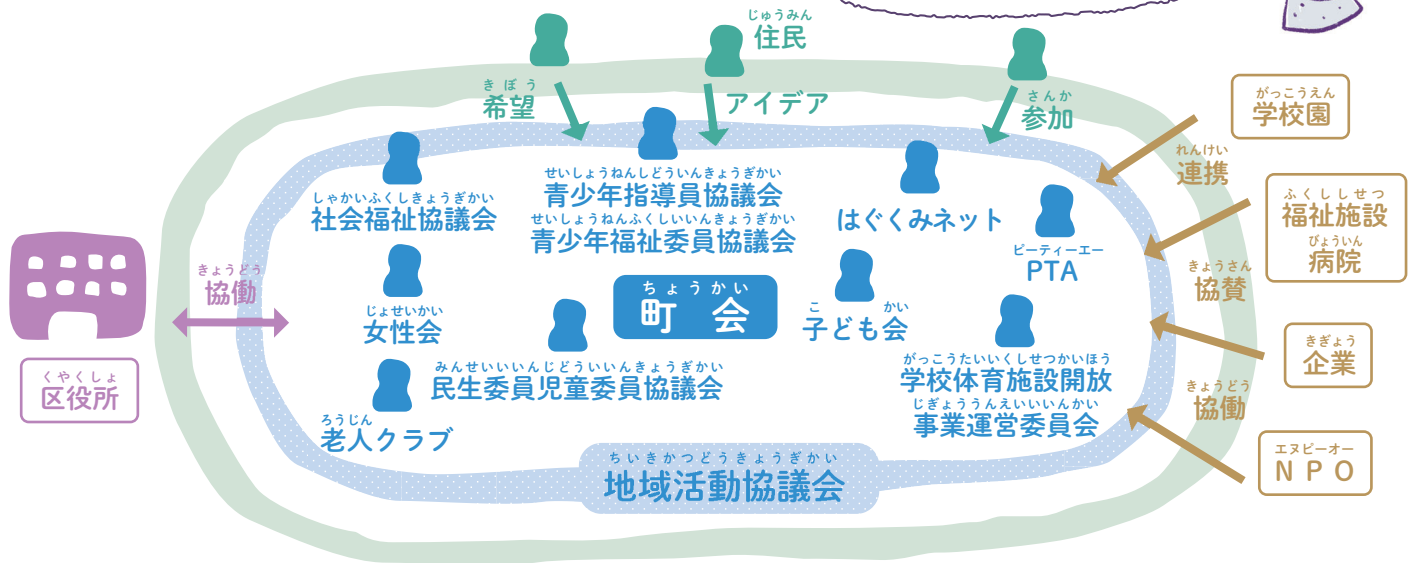 じゅうみん
住民
きぼう
希望
アイデア
さんか
参加
がっこうえん
学校園
れんけい
連携
ふくししせつ
福祉施設
びょういん
病院
きょうさん
協賛
きぎょう
企業
きょうどう
協働
エヌピーオー
NPO
しゃかいふくしきょうぎかい
社会福祉協議会
せいしょうねんしどういんきょうぎかい
青少年指導員協議会
せいしょうねんふくしいいんきょうぎかい
青少年福祉委員協議会
はぐくみネット
ピーティーエー
PTA
きょうどう
協働
くやくしょ
区役所
じょせいかい
女性会
ちょうかい
町会
こ かい
子ども会
みんせいいいんじどういいんきょうぎかい
民生委員児童委員協議会
がっこうたいいくしせつかいほう
学校体育施設開放
じぎょううんえいいいんかい
事業運営委員会
ろうじん
老人クラブ
ちいきかつどうきょうぎかい
地域活動協議会